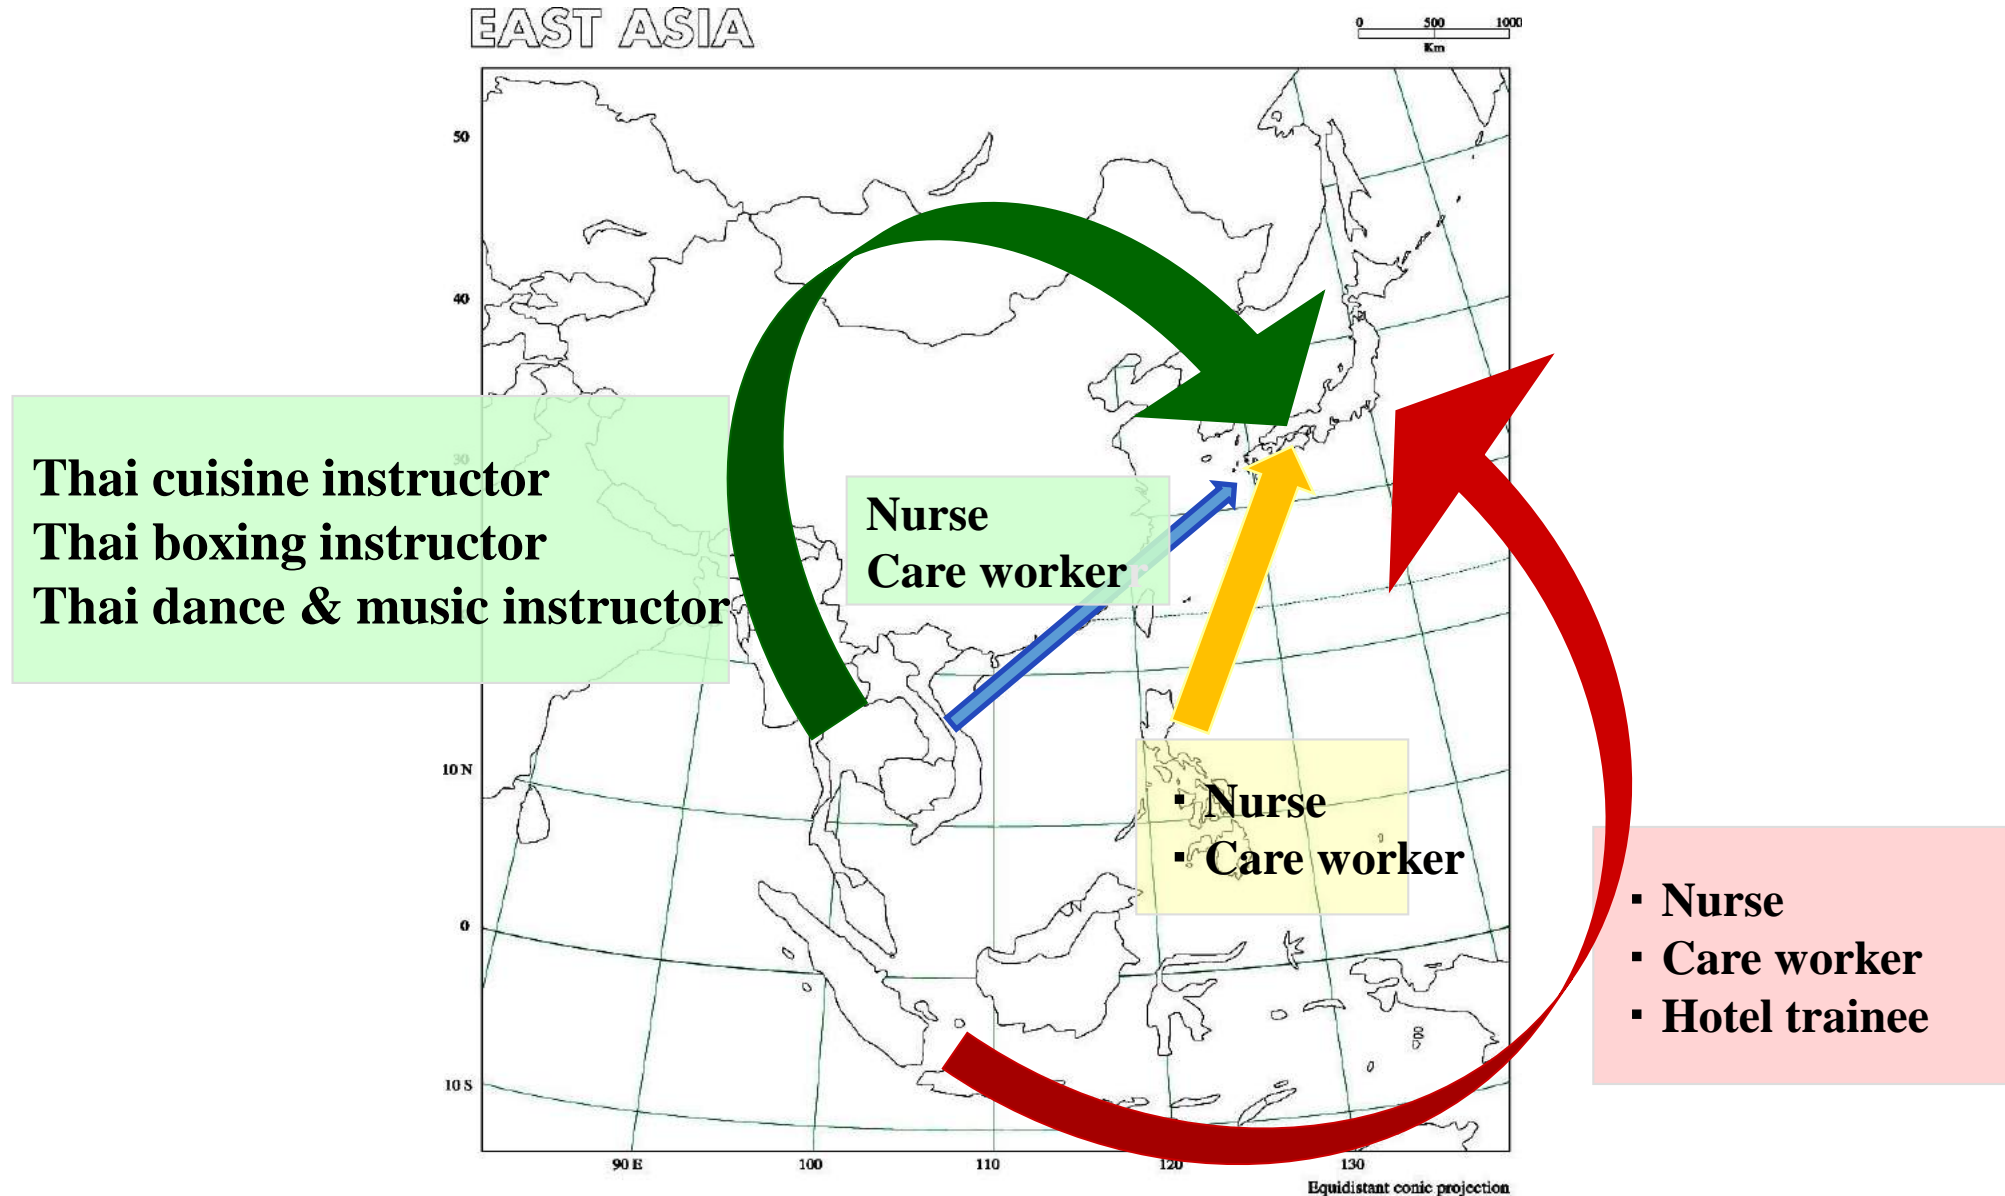 EAST ASIA
0 500 1000
Km
50
40
30
10 N
0
10 S
90 E 100 110 120 130
Equidistant conic projection
Thai cuisine instructor
Thai boxing instructor
Thai dance & music instructor
Nurse
Care workerr
▪ Nurse
▪ Care worker
▪ Nurse
▪ Care worker
▪ Hotel trainee